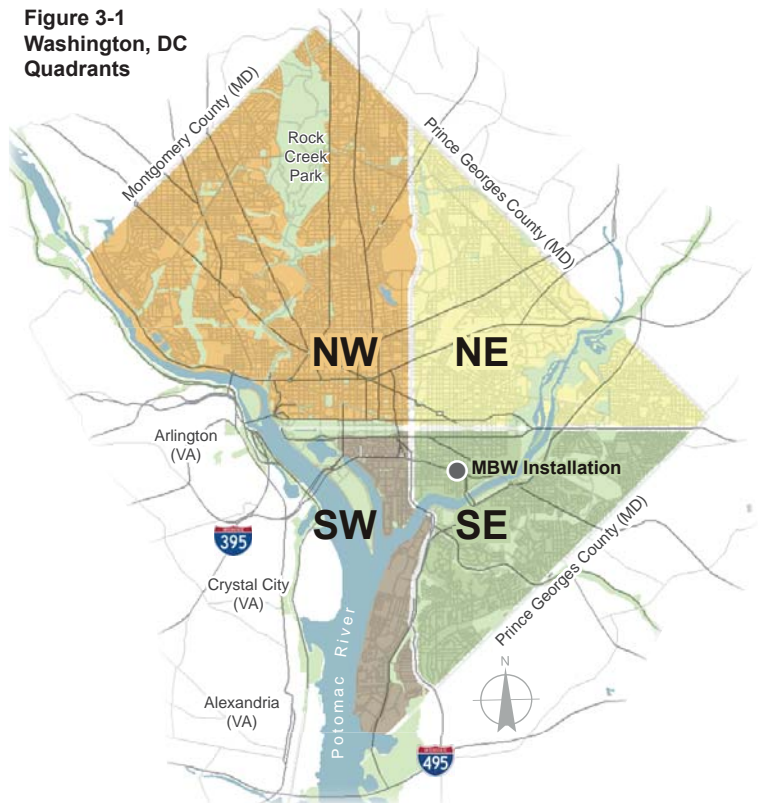 Figure 3-1
Washington, DC
Quadrants
Montgomery County (MD)
Rock
Creek
Park
Prince Georges County (MD)
NW
NE
Arlington
(VA)
MBW Installation
SW
SE
395
Crystal City
(VA)
Prince Georges County (MD)
Potomac River
N
Alexandria
(VA)
495